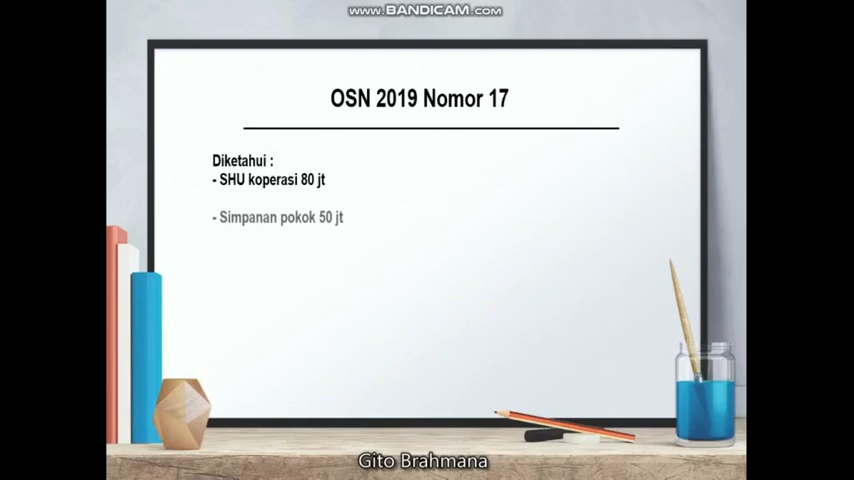 www.BANDICAM.com
OSN 2019 Nomor 17
Diketahui :
- SHU koperasi 80 jt
- Simpanan pokok 50 jt
Gito Brahmana